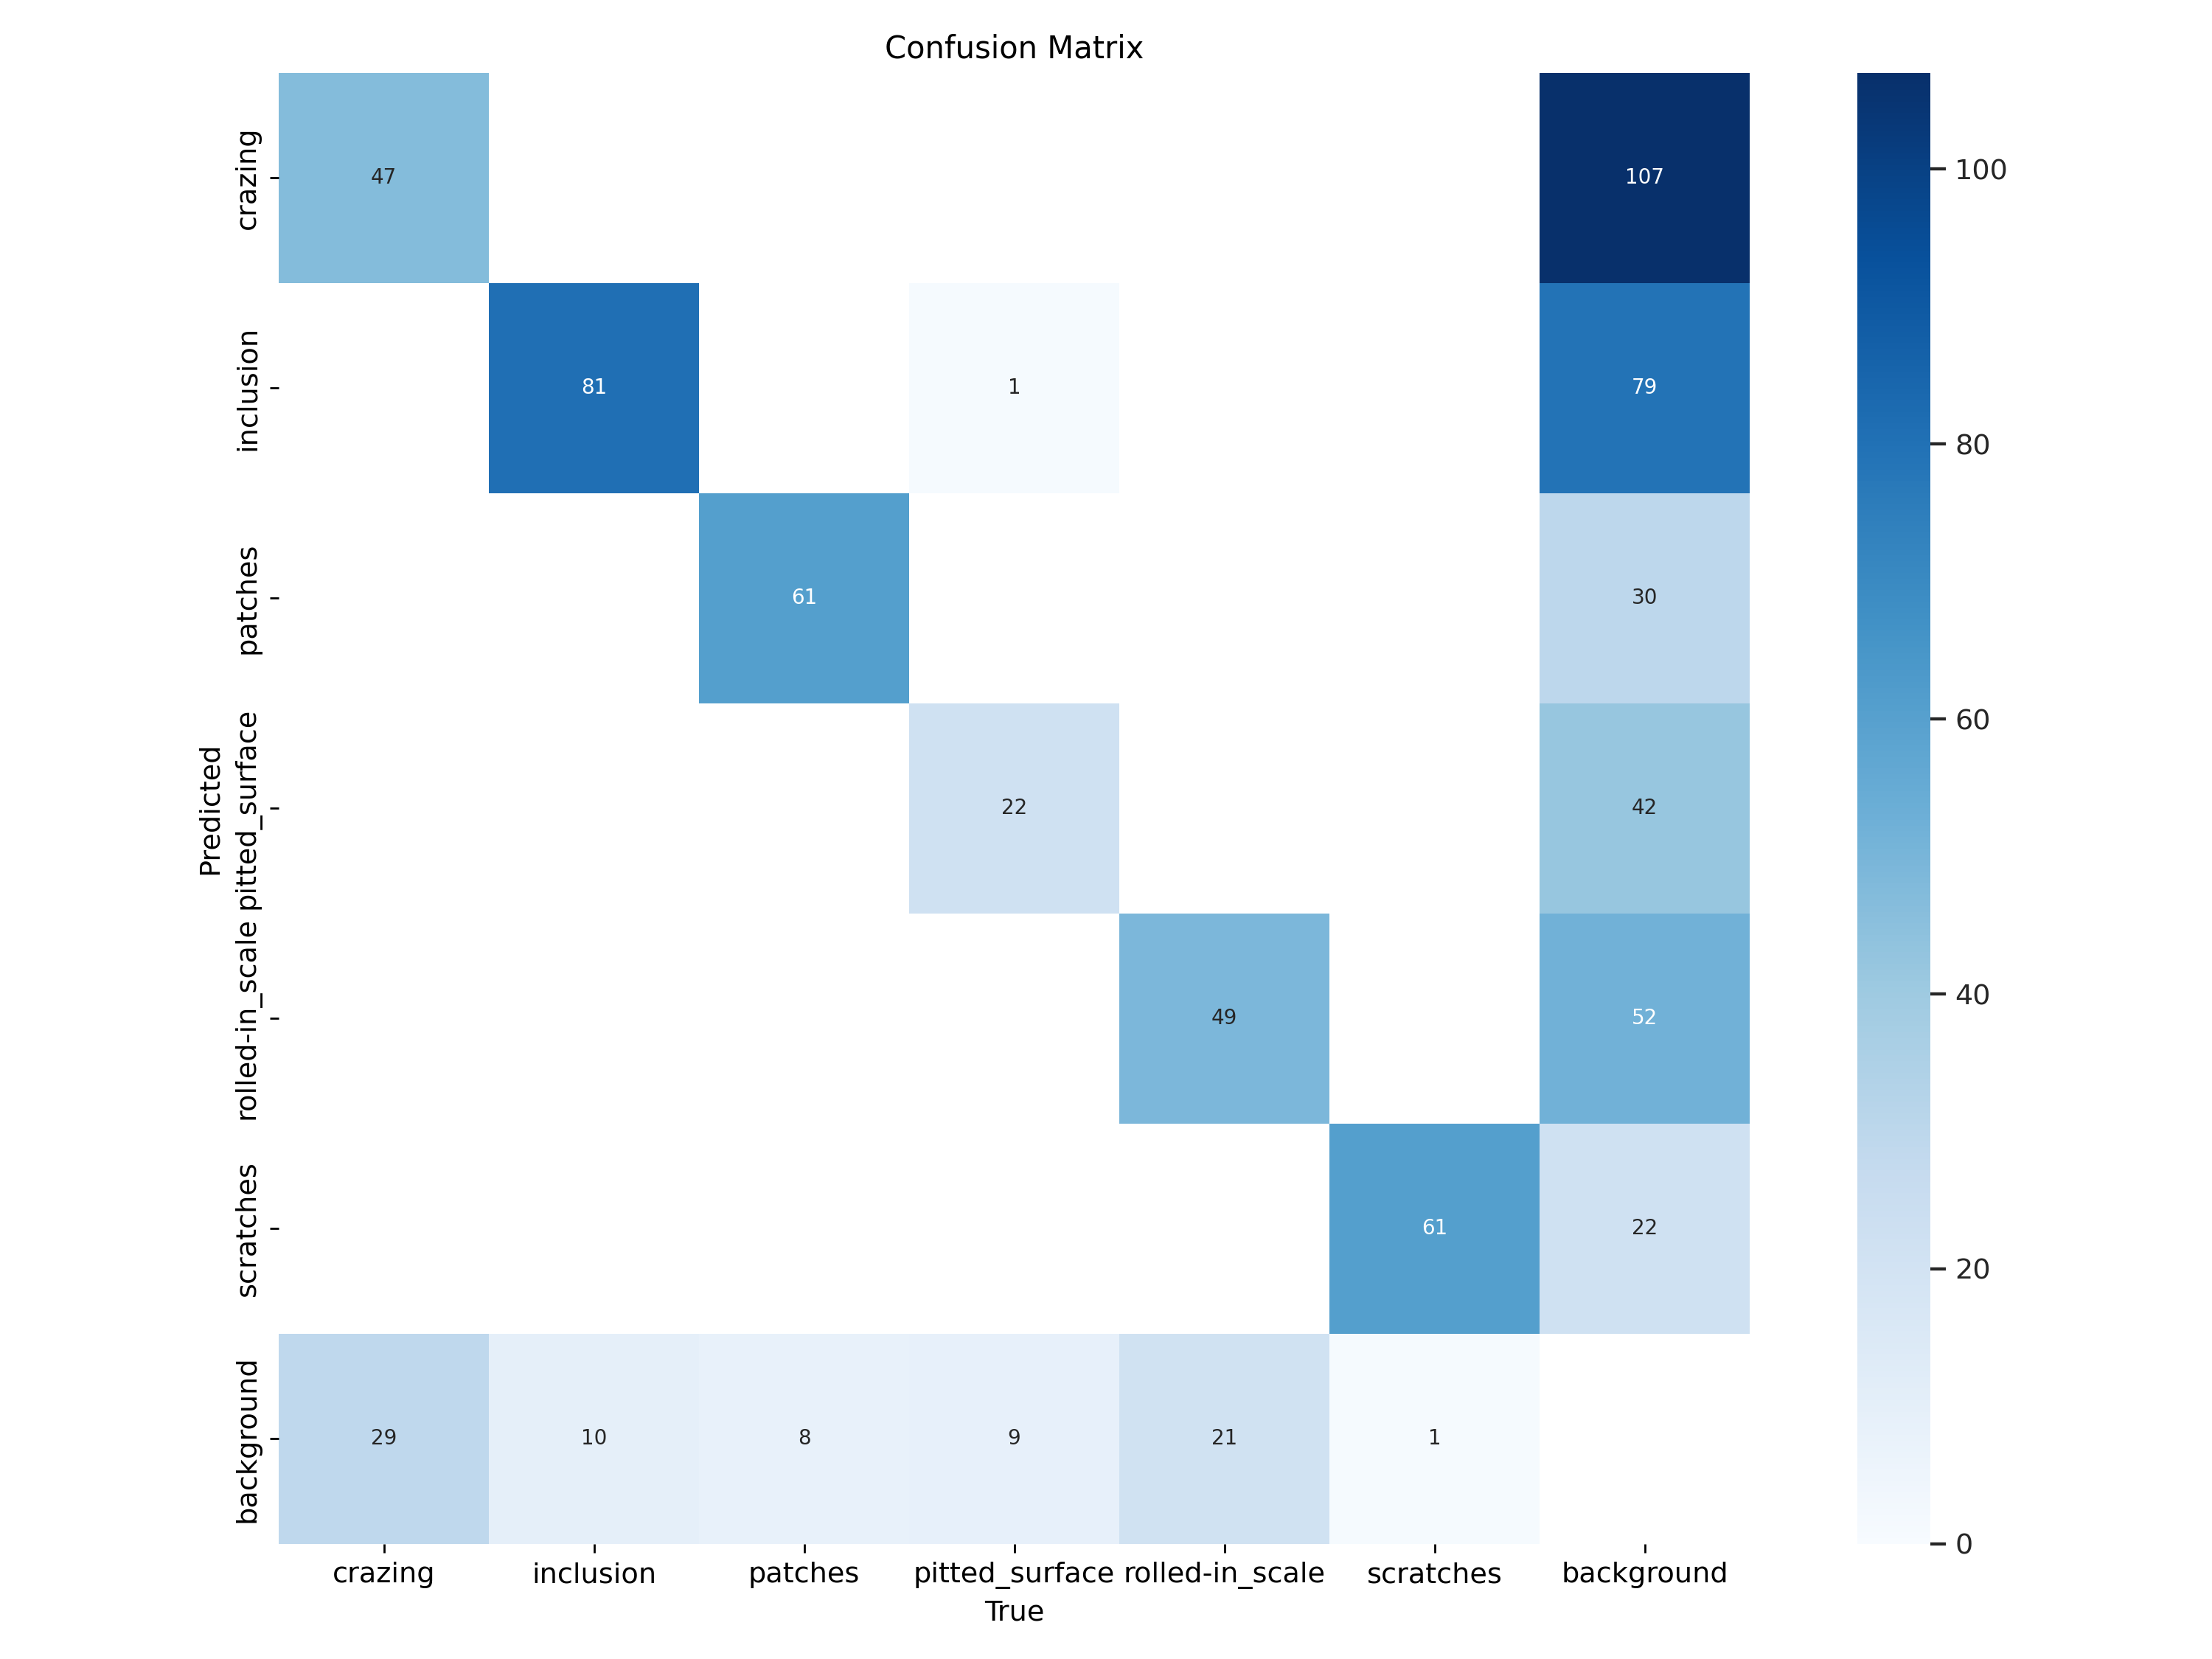 Confusion Matrix
crazing
47
107
100
inclusion
81
1
79
80
patches
61
30
60
Predicted
pitted_surface
22
42
40
rolled-in_scale
49
52
scratches
61
22
20
background
29
10
8
9
21
1
0
crazing
inclusion
patches
pitted_surface
rolled-in_scale
scratches
background
True